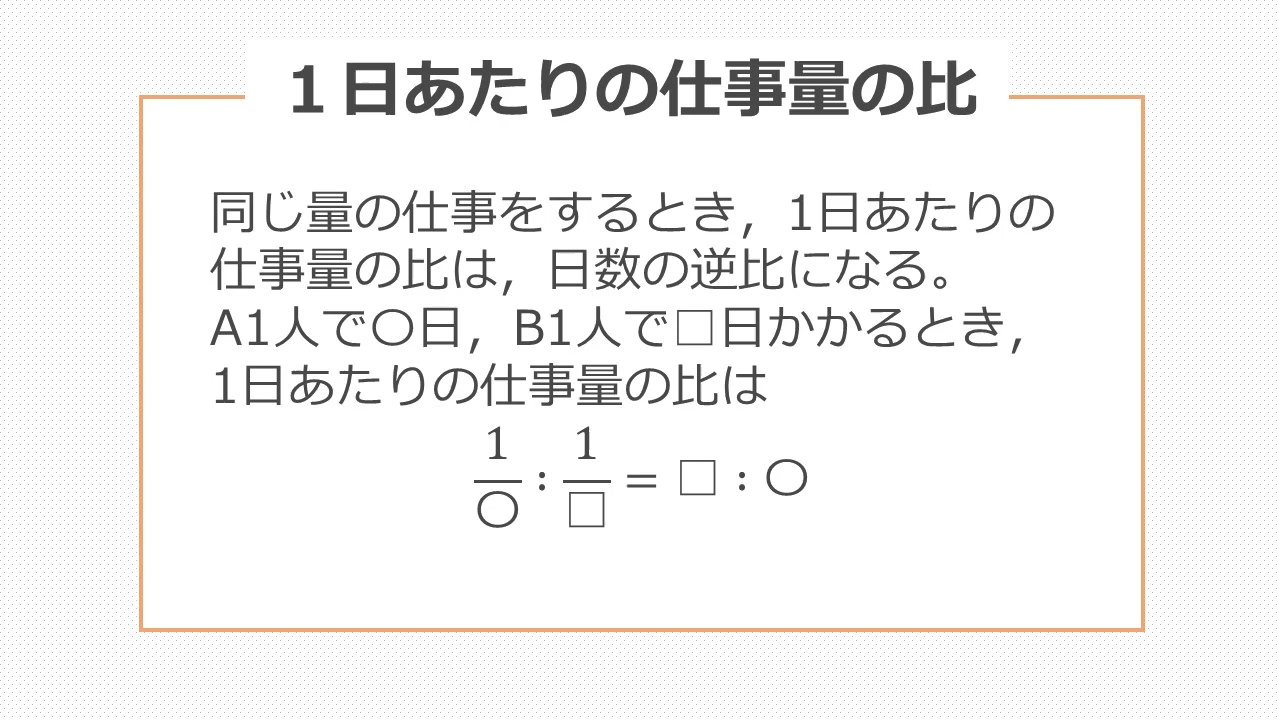 １日あたりの仕事量の比
同じ量の仕事をするとき，1日あたりの
仕事量の比は，日数の逆比になる。
A1人で〇日，B1人で□日かかるとき，
1日あたりの仕事量の比は
1/〇 : 1/□ = □ : 〇